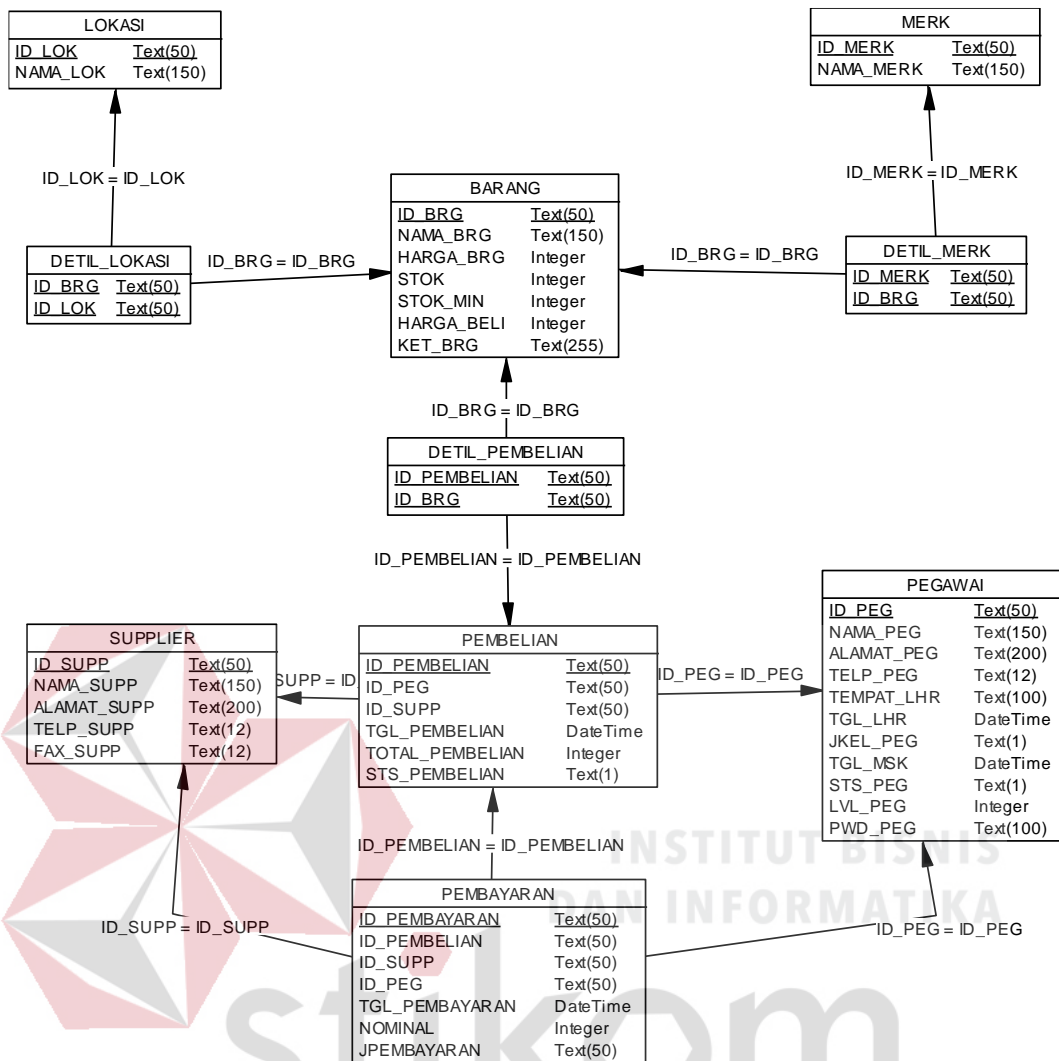 LOKASI
ID_LOK Text(50)
NAMA_LOK Text(150)
MERK
ID_MERK Text(50)
NAMA_MERK Text(150)
ID_LOK = ID_LOK
ID_MERK = ID_MERK
BARANG
ID_BRG Text(50)
NAMA_BRG Text(150)
HARGA_BRG Integer
STOK Integer
STOK_MIN Integer
HARGA_BELI Integer
KET_BRG Text(255)
DETIL_LOKASI
ID_BRG Text(50)
ID_LOK Text(50)
ID_BRG = ID_BRG
ID_BRG = ID_BRG
DETIL_MERK
ID_MERK Text(50)
ID_BRG Text(50)
ID_BRG = ID_BRG
DETIL_PEMBELIAN
ID_PEMBELIAN Text(50)
ID_BRG Text(50)
ID_PEMBELIAN = ID_PEMBELIAN
SUPPLIER
ID_SUPP Text(50)
NAMA_SUPP Text(150)
ALAMAT_SUPP Text(200)
TELP_SUPP Text(12)
FAX_SUPP Text(12)
SUPP = ID_
PEMBELIAN
ID_PEMBELIAN Text(50)
ID_PEG Text(50)
ID_SUPP Text(50)
TGL_PEMBELIAN DateTime
TOTAL_PEMBELIAN Integer
STS_PEMBELIAN Text(1)
ID_PEG = ID_PEG
PEGAWAI
ID_PEG Text(50)
NAMA_PEG Text(150)
ALAMAT_PEG Text(200)
TELP_PEG Text(12)
TEMPAT_LHR Text(100)
TGL_LHR DateTime
JKEL_PEG Text(1)
TGL_MSK DateTime
STS_PEG Text(1)
LVL_PEG Integer
PWD_PEG Text(100)
ID_PEMBELIAN = ID_PEMBELIAN
INSTITUT BISNIS
DAN INFORMATIKA
ID_SUPP = ID_SUPP
ID_PEG = ID_PEG
PEMBAYARAN
ID_PEMBAYARAN Text(50)
ID_PEMBELIAN Text(50)
ID_SUPP Text(50)
ID_PEG Text(50)
TGL_PEMBAYARAN DateTime
NOMINAL Integer
JPEMBAYARAN Text(50)
stikom